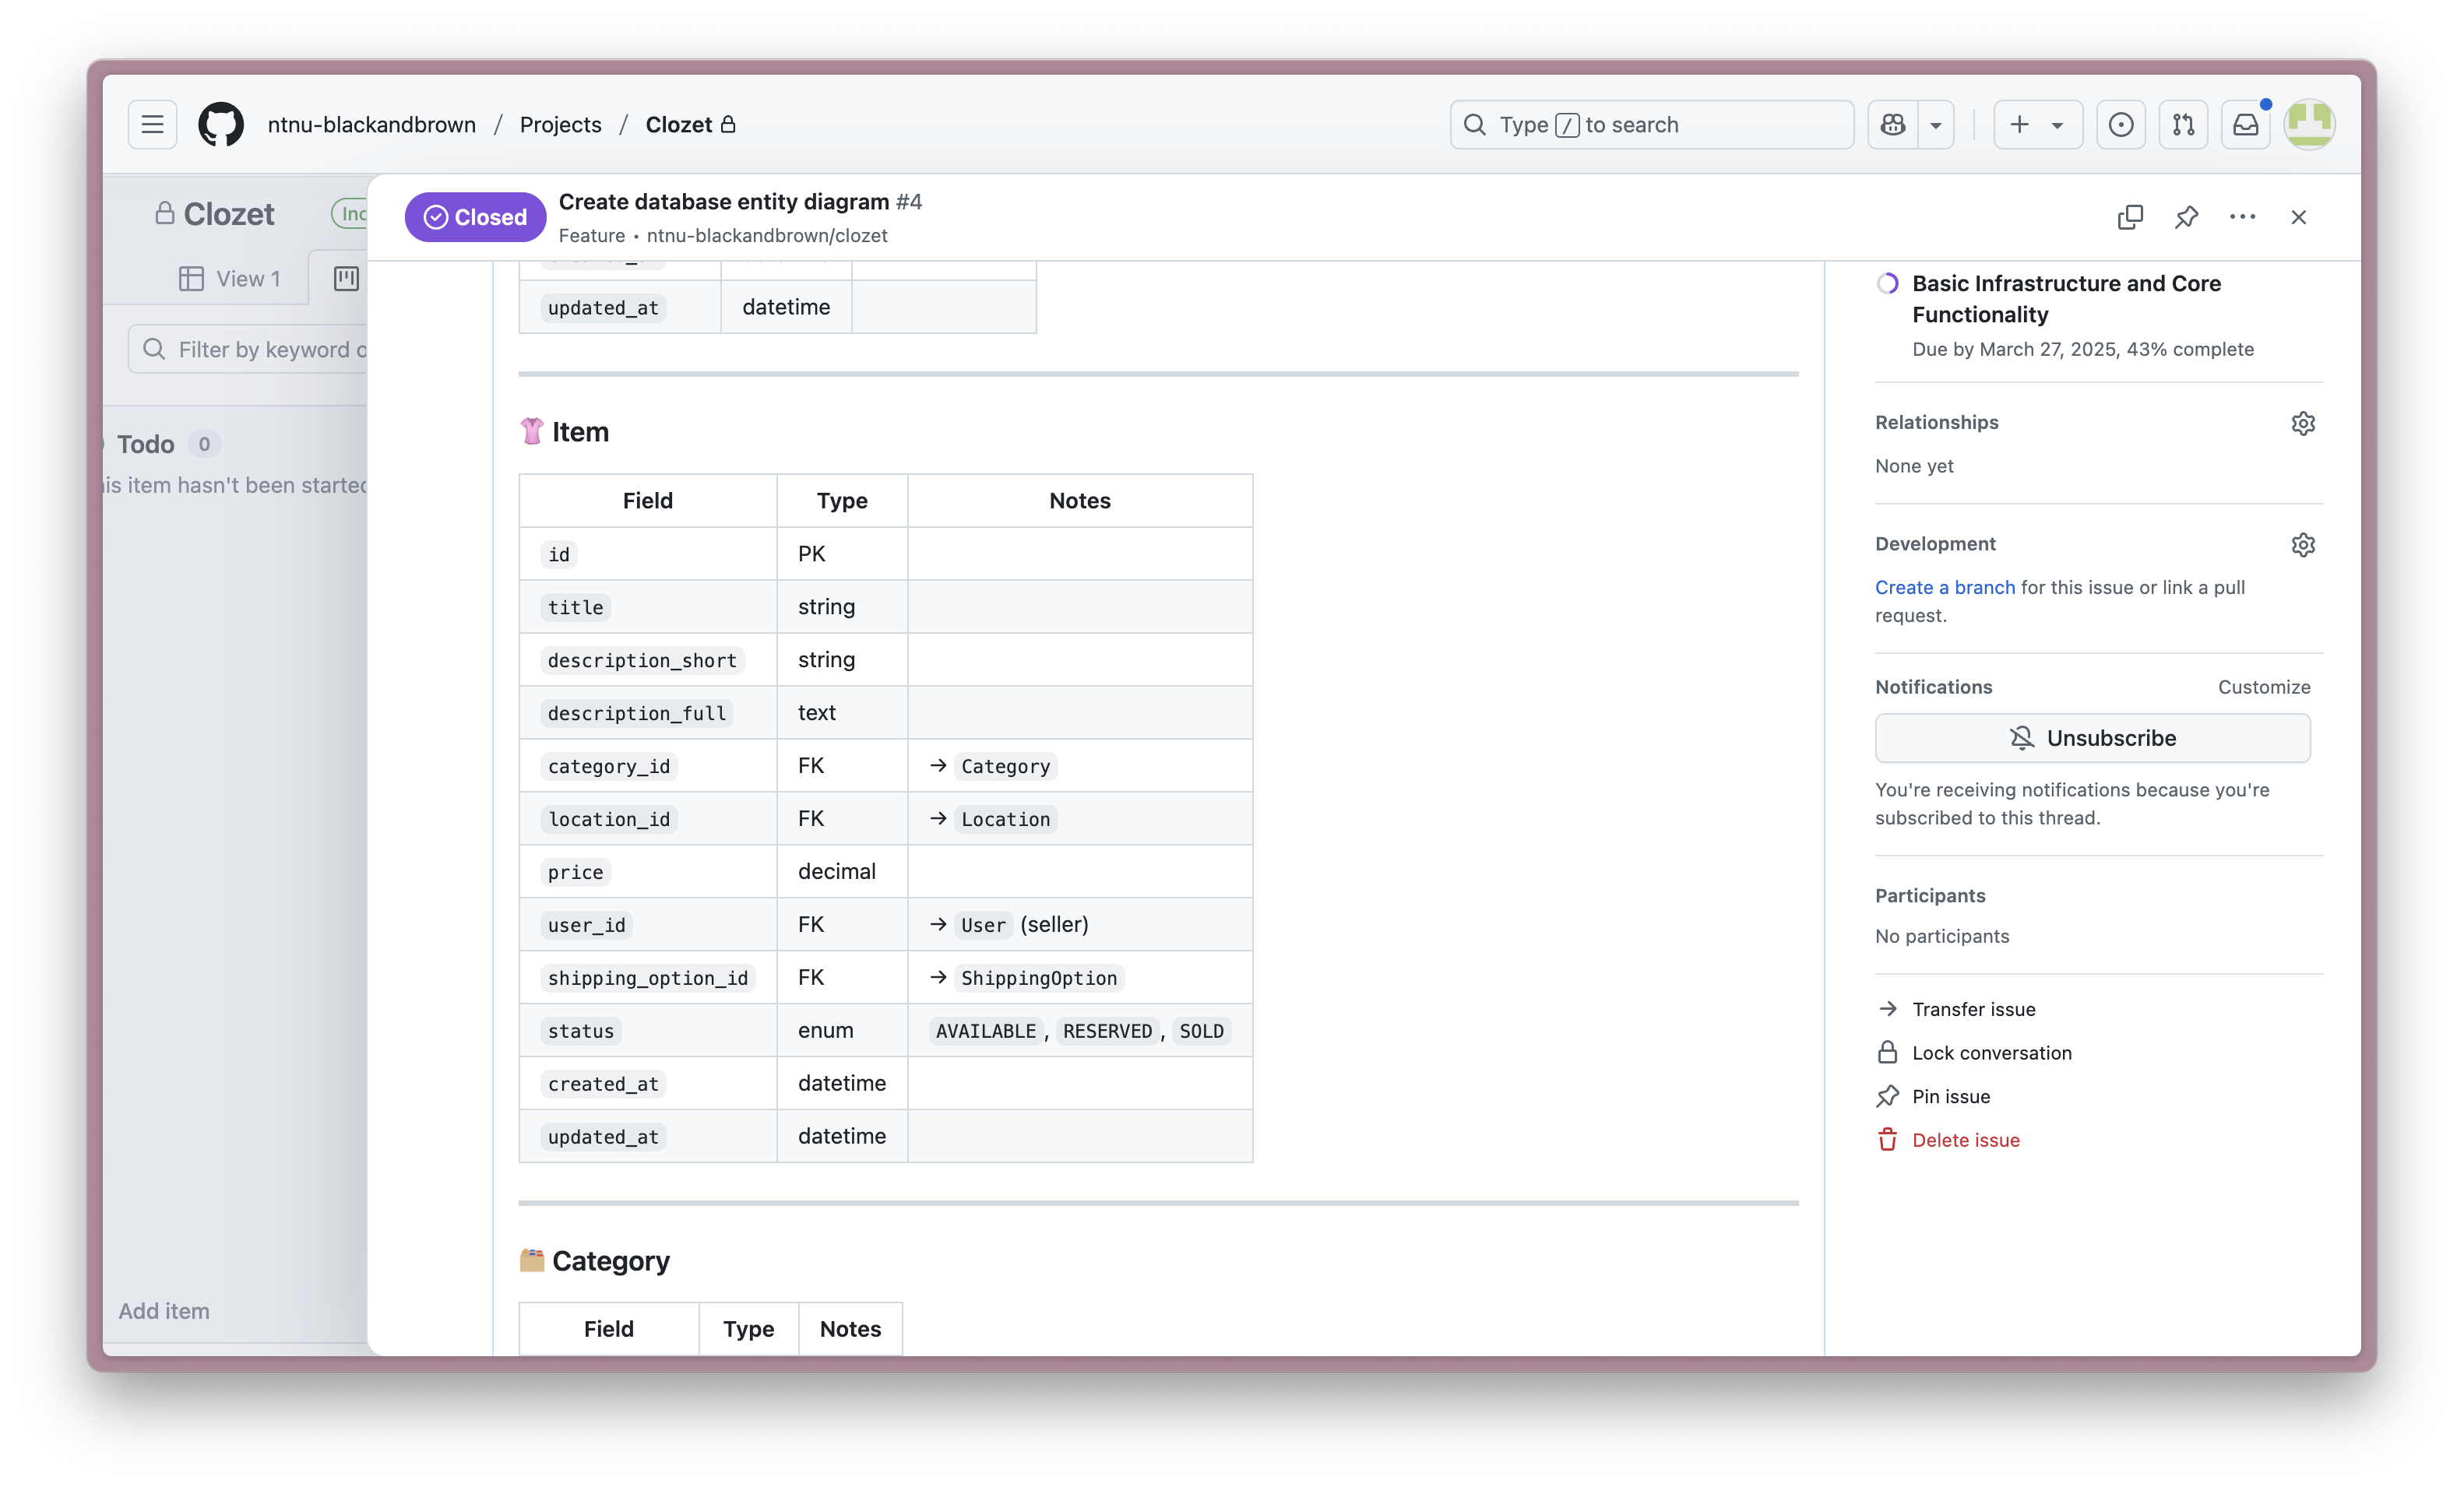 ntnu-blackandbrown / Projects / Clozet
Type / to search
Clozet
View 1
Filter by keyword o
Todo 0
is item hasn't been started
Add item
Closed
Create database entity diagram #4
Feature • ntnu-blackandbrown/clozet
updated_at datetime
Item
Field Type Notes
id PK
title string
description_short string
description_full text
category_id FK → Category
location_id FK → Location
price decimal
user_id FK → User (seller)
shipping_option_id FK → ShippingOption
status enum AVAILABLE, RESERVED, SOLD
created_at datetime
updated_at datetime
Category
Field Type Notes
Basic Infrastructure and Core
Functionality
Due by March 27, 2025, 43% complete
Relationships
None yet
Development
Create a branch for this issue or link a pull
request.
Notifications Customize
Unsubscribe
You're receiving notifications because you're
subscribed to this thread.
Participants
No participants
Transfer issue
Lock conversation
Pin issue
Delete issue